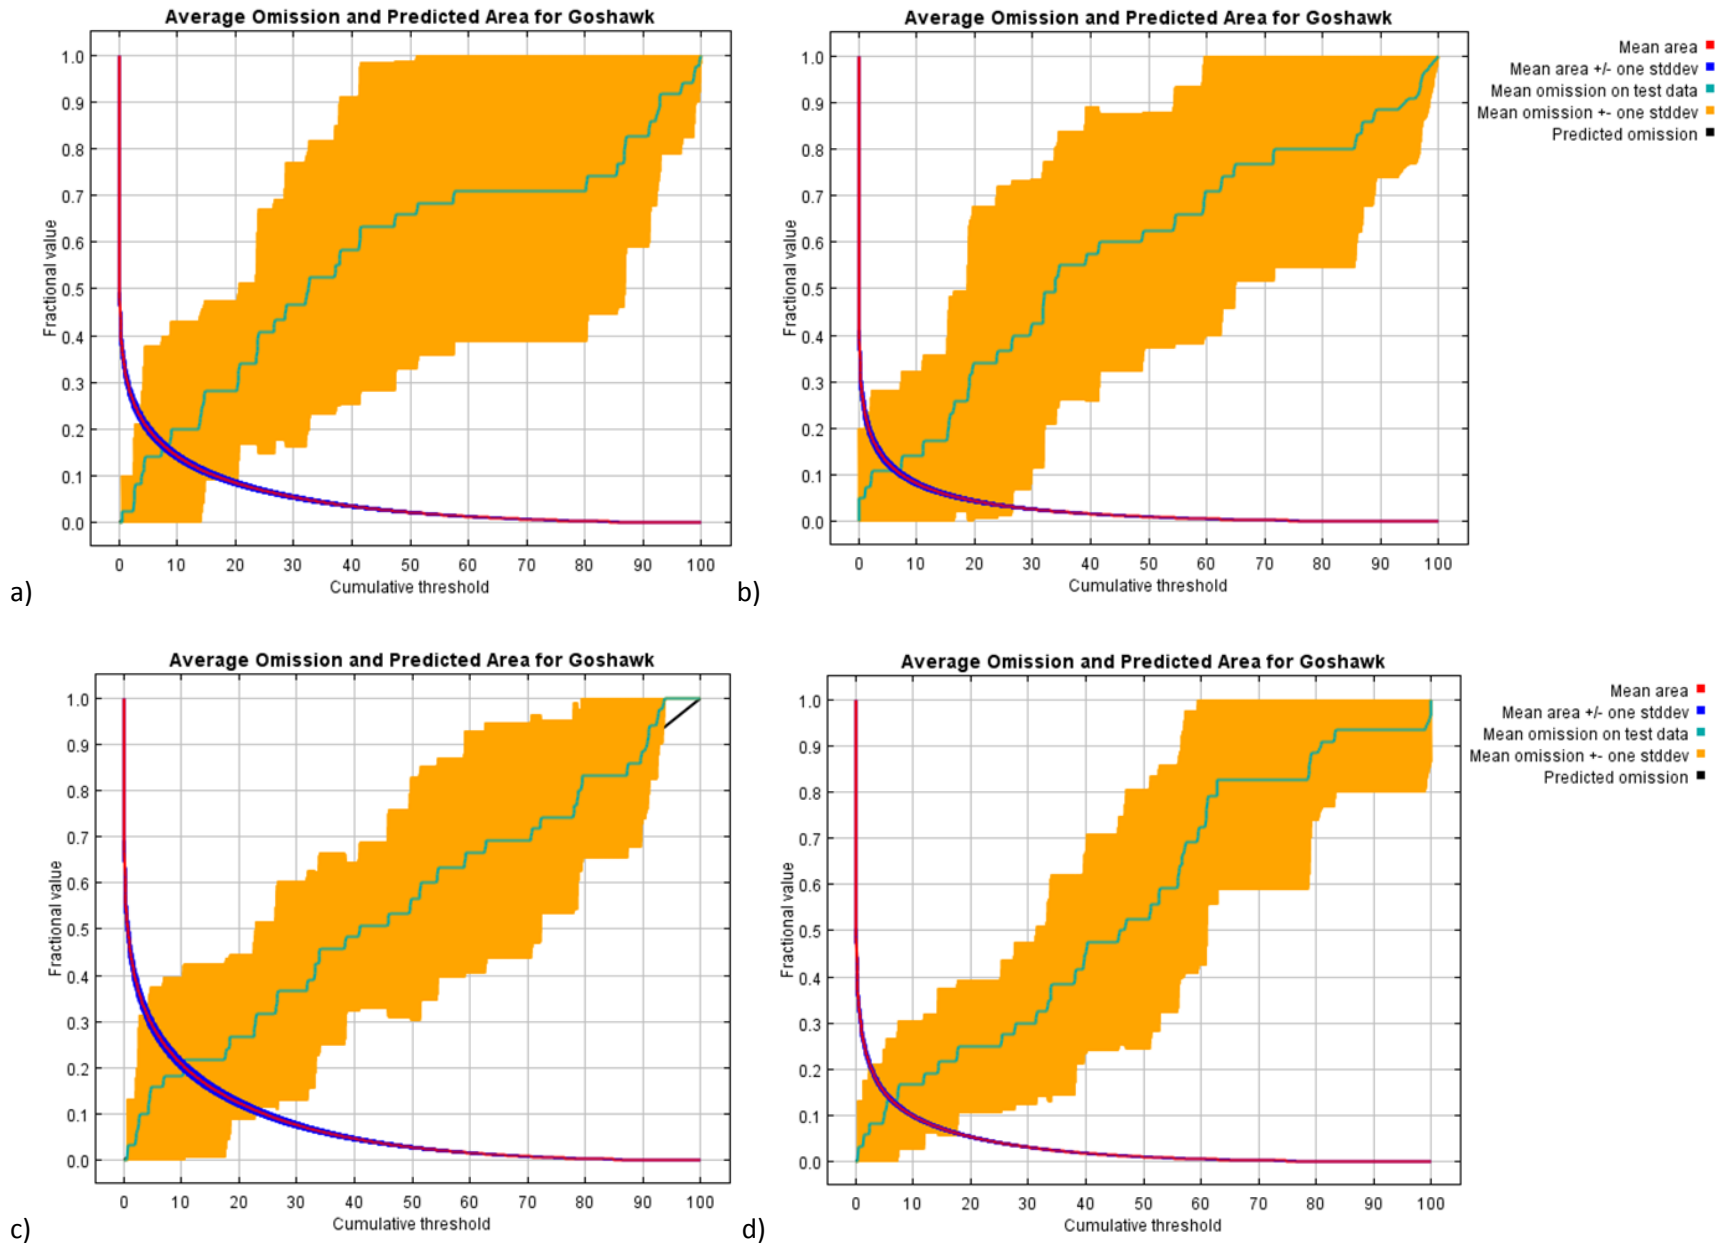 Average Omission and Predicted Area for Goshawk
Fractional value
1.0
0.9
0.8
0.7
0.6
0.5
0.4
0.3
0.2
0.1
0.0
0 10 20 30 40 50 60 70 80 90 100
Cumulative threshold
a)
Average Omission and Predicted Area for Goshawk
Fractional value
1.0
0.9
0.8
0.7
0.6
0.5
0.4
0.3
0.2
0.1
0.0
0 10 20 30 40 50 60 70 80 90 100
Cumulative threshold
b)
Mean area
Mean area +/- one stddev
Mean omission on test data
Mean omission +- one stddev
Predicted omission
Average Omission and Predicted Area for Goshawk
Fractional value
1.0
0.9
0.8
0.7
0.6
0.5
0.4
0.3
0.2
0.1
0.0
0 10 20 30 40 50 60 70 80 90 100
Cumulative threshold
c)
Average Omission and Predicted Area for Goshawk
Fractional value
1.0
0.9
0.8
0.7
0.6
0.5
0.4
0.3
0.2
0.1
0.0
0 10 20 30 40 50 60 70 80 90 100
Cumulative threshold
d)
Mean area
Mean area +/- one stddev
Mean omission on test data
Mean omission +- one stddev
Predicted omission